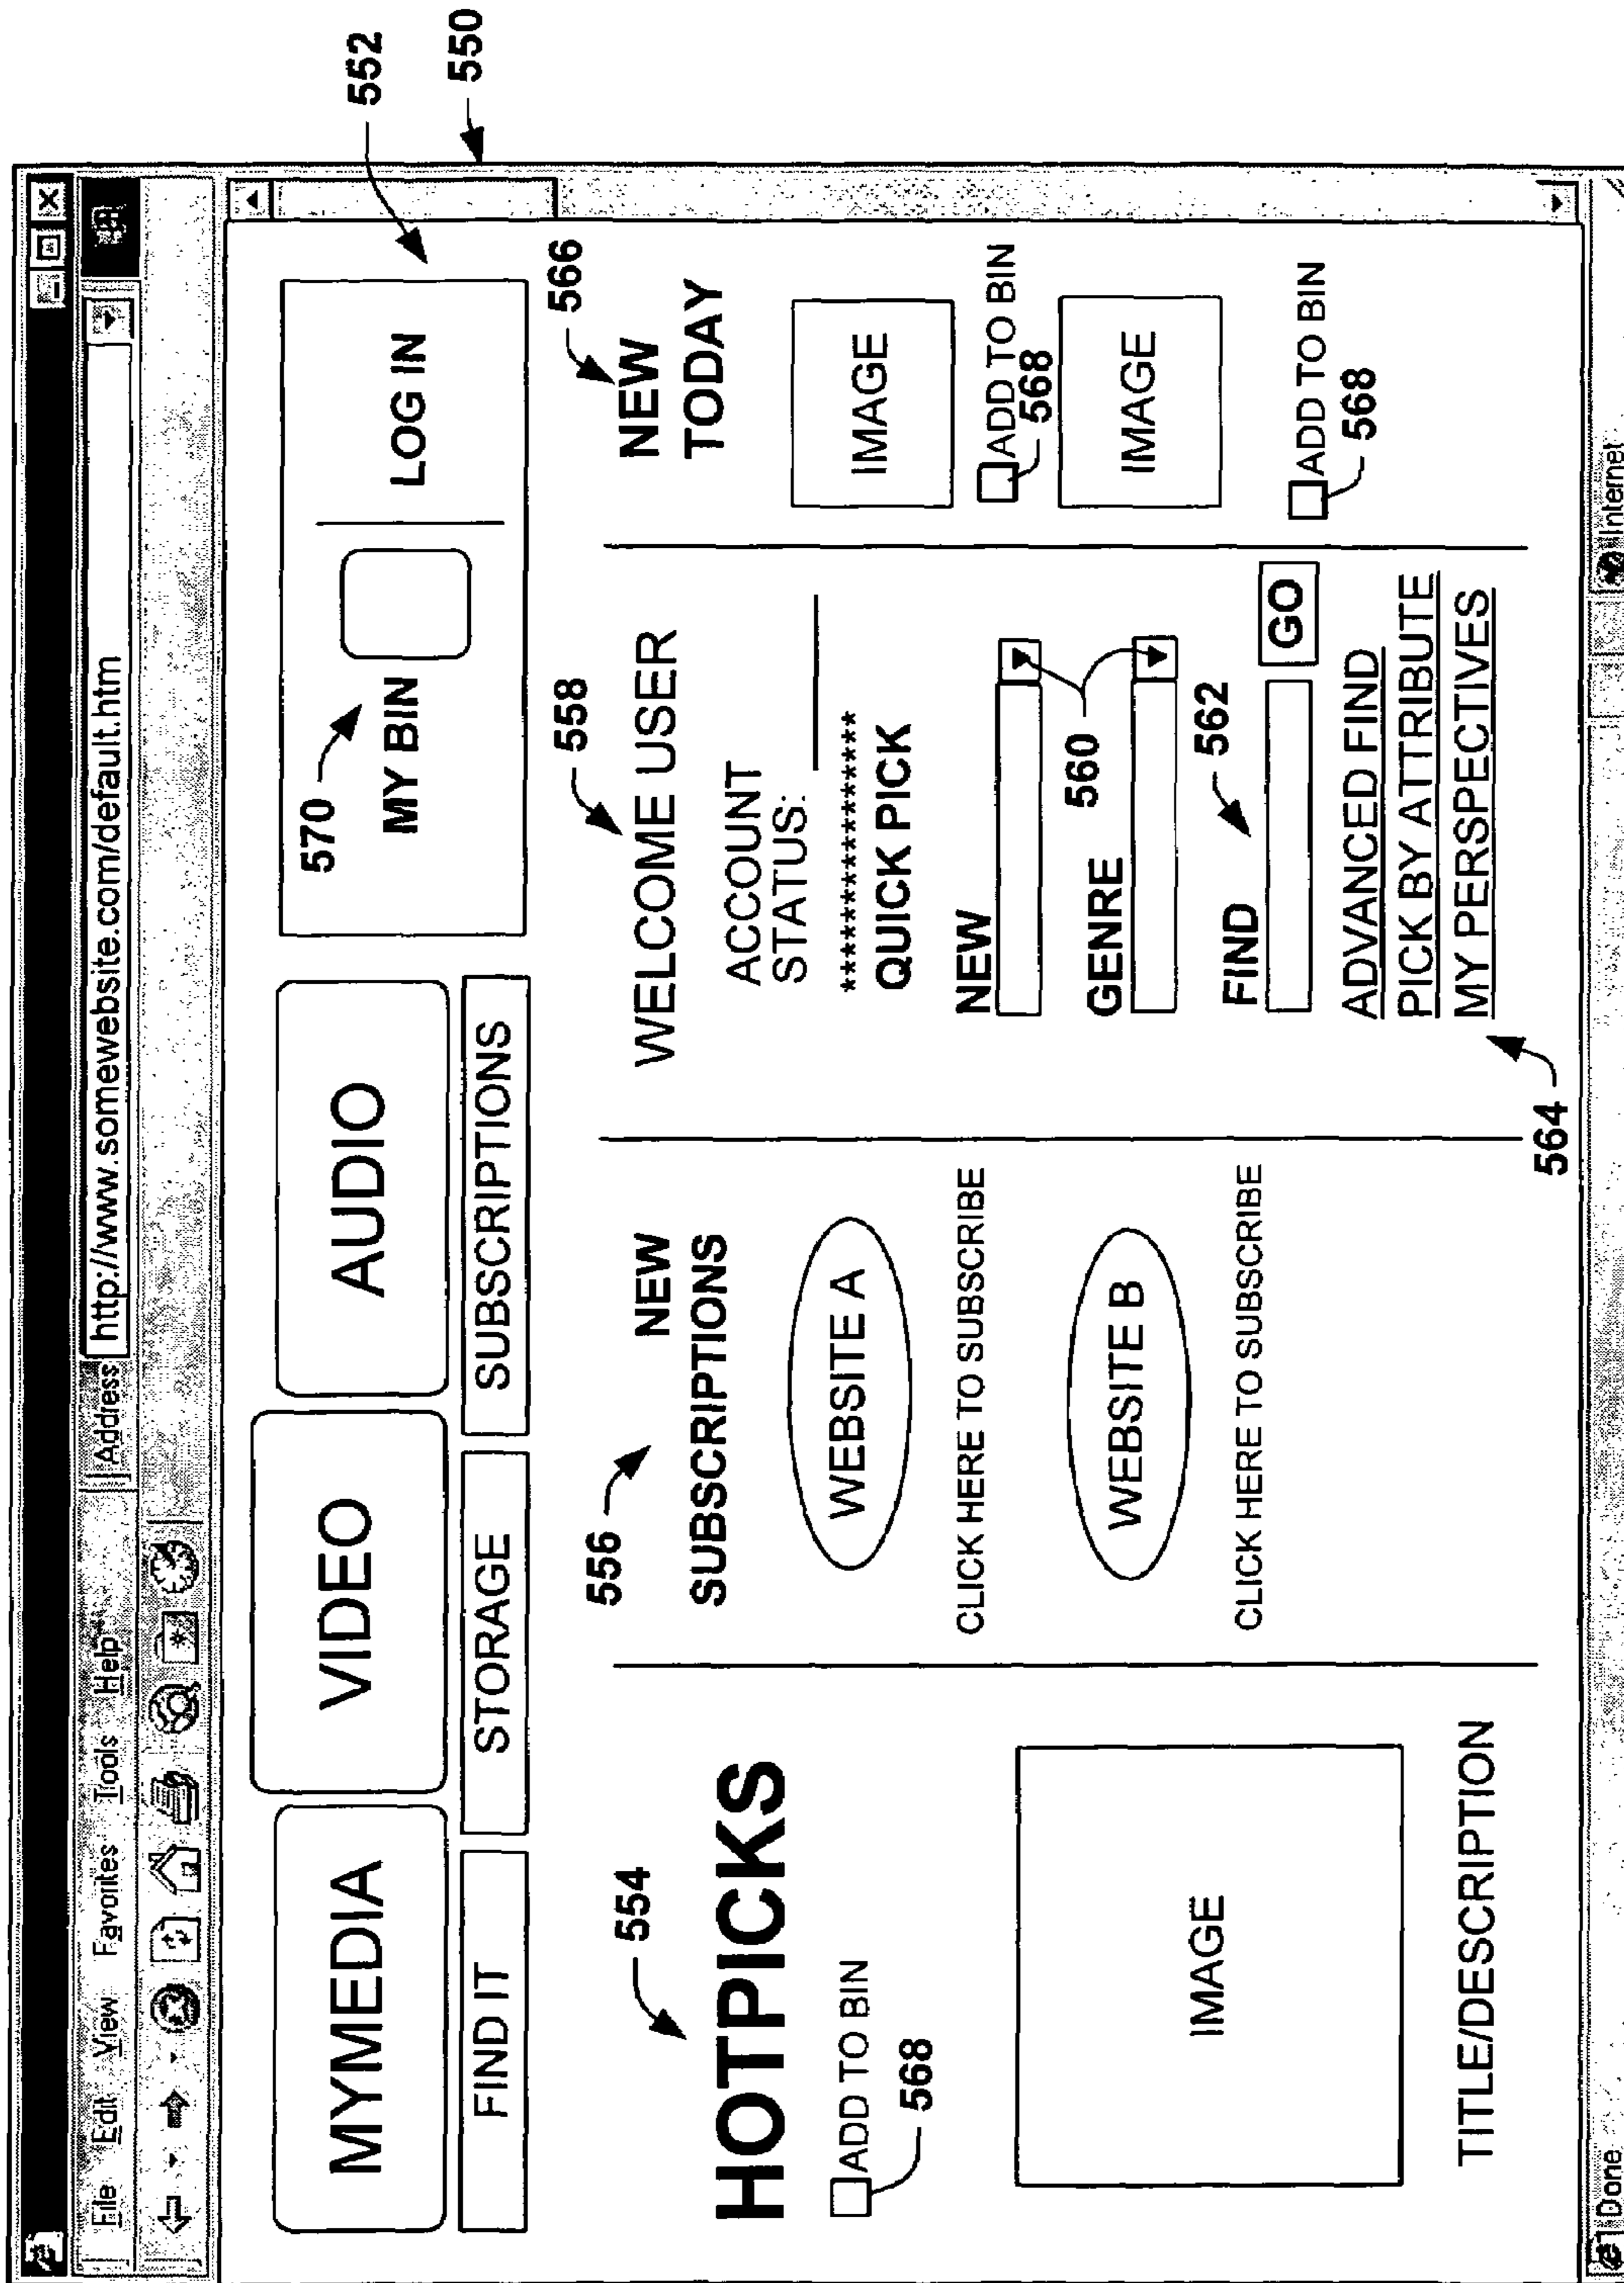 File Edit View Favorites Tools Help Address http://www.somewebsite.com/default.htm
552
550
MYMEDIA
VIDEO
AUDIO
570
MY BIN
LOG IN
FIND IT
STORAGE
SUBSCRIPTIONS
554
HOTPICKS
ADD TO BIN
568
IMAGE
TITLE/DESCRIPTION
556
NEW
SUBSCRIPTIONS
WEBSITE A
CLICK HERE TO SUBSCRIBE
WEBSITE B
CLICK HERE TO SUBSCRIBE
558
WELCOME USER
ACCOUNT
STATUS:
****************
QUICK PICK
NEW
560
GENRE
562
FIND
GO
ADVANCED FIND
PICK BY ATTRIBUTE
MY PERSPECTIVES
564
566
NEW
TODAY
IMAGE
ADD TO BIN
568
IMAGE
ADD TO BIN
568
Done
Internet